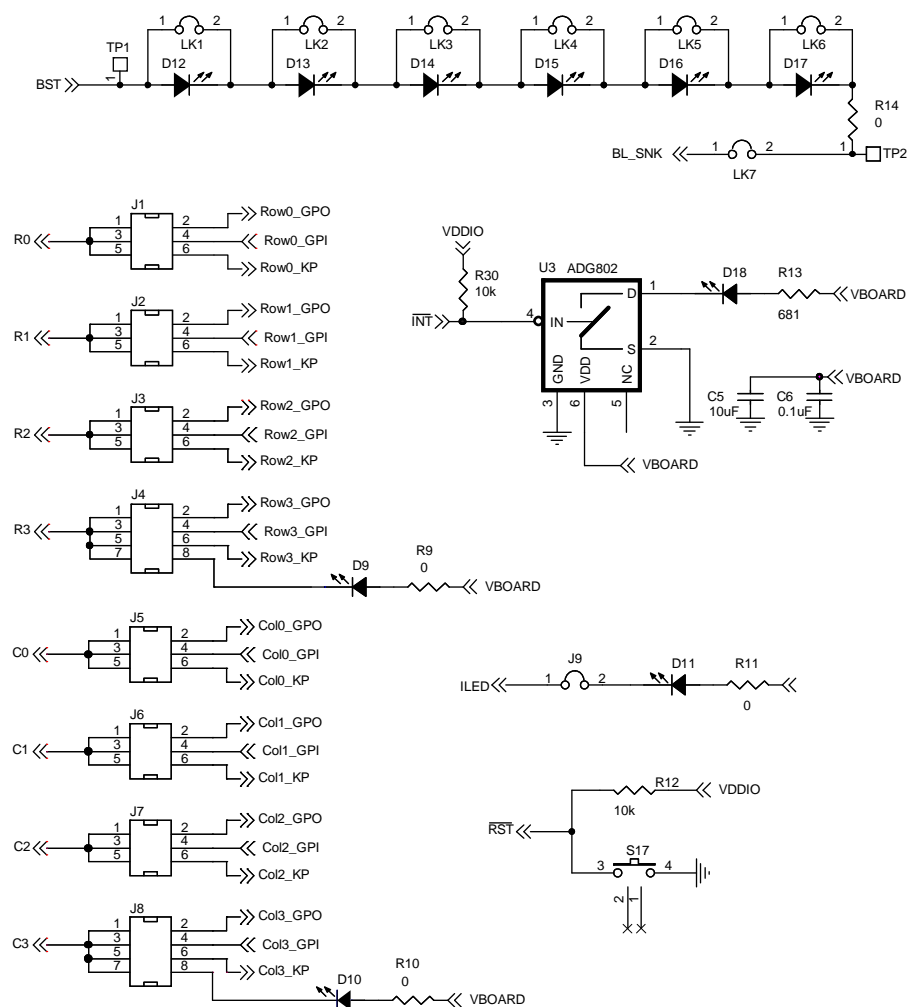 1 2 1 2 1 2 1 2 1 2 1 2
LK1 LK2 LK3 LK4 LK5 LK6
TP1
D12 D13 D14 D15 D16 D17
1
BST
R14
0
BL_SNK 1 2 1 TP2
LK7
J1
1 2 Row0_GPO
R0 3 4 Row0_GPI
5 6 Row0_KP
J2
1 2 Row1_GPO
R1 3 4 Row1_GPI
5 6 Row1_KP
J3
1 2 Row2_GPO
R2 3 4 Row2_GPI
5 6 Row2_KP
J4
1 2 Row3_GPO
R3 3 4 Row3_GPI
5 6 Row3_KP
7 8
D9
R9
0
VBOARD
J5
1 2 Col0_GPO
C0 3 4 Col0_GPI
5 6 Col0_KP
J6
1 2 Col1_GPO
C1 3 4 Col1_GPI
5 6 Col1_KP
J7
1 2 Col2_GPO
C2 3 4 Col2_GPI
5 6 Col2_KP
J8
1 2 Col3_GPO
C3 3 4 Col3_GPI
5 6 Col3_KP
7 8
D10
R10
0
VBOARD
VDDIO
R30
10k
INT
U3 ADG802
4 IN D 1
S 2
GND VDD NC
3 6 5
VBOARD
D18
R13
681
VBOARD
VBOARD
C5
10uF
C6
0.1uF
ILED 1 J9 2
D11
R11
0
R12
10k
VDDIO
RST
S17
3 4
2 1